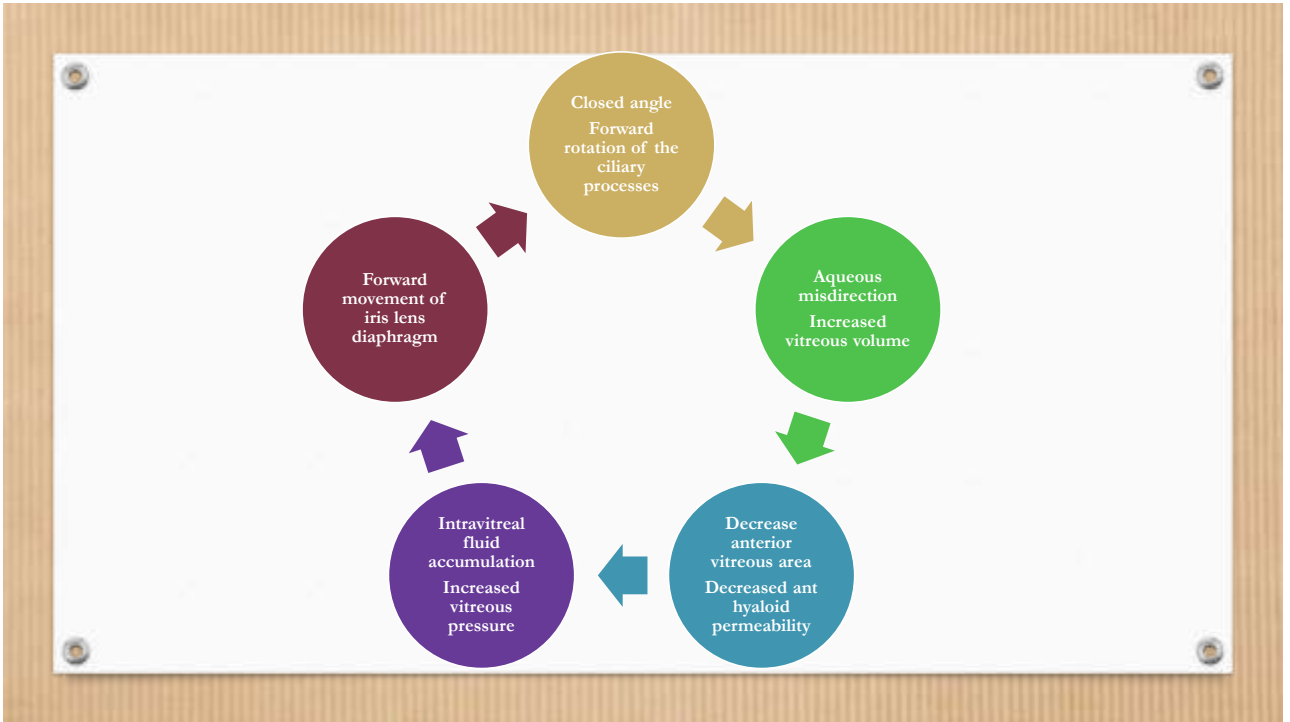 Closed angle
Forward
rotation of the
ciliary
processes
Aqueous
misdirection
Increased
vitreous volume
Decrease
anterior
vitreous area
Decreased ant
hyaloid
permeability
Intravitreal
fluid
accumulation
Increased
vitreous
pressure
Forward
movement of
iris lens
diaphragm